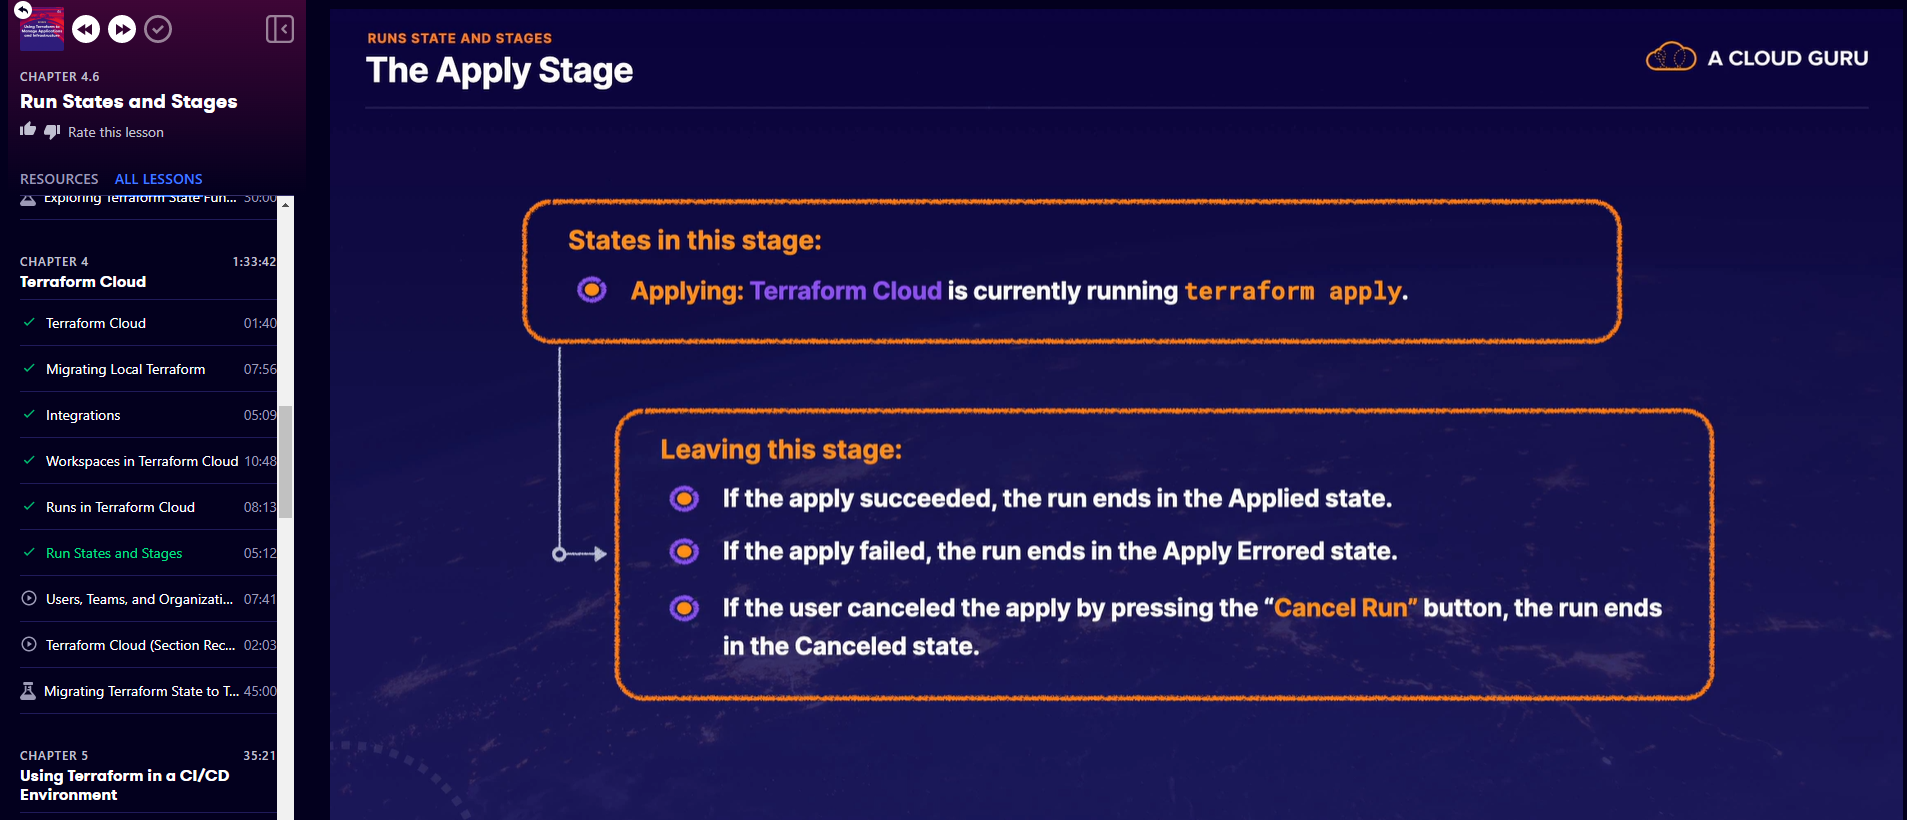 Using Terraform to
Manage Applications
and Infrastructure
CHAPTER 4.6
Run States and Stages
Rate this lesson
RESOURCES ALL LESSONS
Exploring Terraform State Fun... 30:00
CHAPTER 4 1:33:42
Terraform Cloud
Terraform Cloud 01:40
Migrating Local Terraform 07:56
Integrations 05:09
Workspaces in Terraform Cloud 10:48
Runs in Terraform Cloud 08:13
Run States and Stages 05:12
Users, Teams, and Organizati... 07:41
Terraform Cloud (Section Rec... 02:03
Migrating Terraform State to T... 45:00
CHAPTER 5 35:21
Using Terraform in a CI/CD
Environment
RUNS STATE AND STAGES
The Apply Stage
A CLOUD GURU
States in this stage:
Applying: Terraform Cloud is currently running terraform apply.
Leaving this stage:
If the apply succeeded, the run ends in the Applied state.
If the apply failed, the run ends in the Apply Errored state.
If the user canceled the apply by pressing the “Cancel Run” button, the run ends
in the Canceled state.